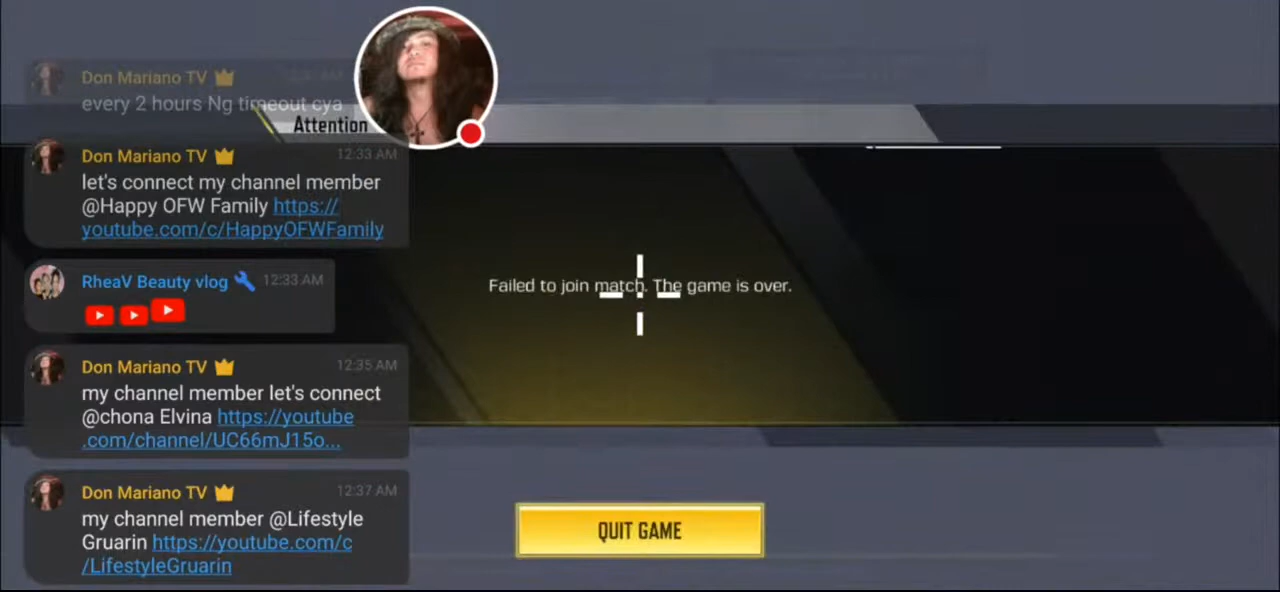 Don Mariano TV
every 2 hours Ng timeout cya
Attention
Don Mariano TV 12:33 AM
let's connect my channel member
@Happy OFW Family https://
youtube.com/c/HappyOFWFamily
RheaV Beauty vlog 12:33 AM
Failed to join match. The game is over.
Don Mariano TV 12:35 AM
my channel member let's connect
@chona Elvina https://youtube
.com/channel/UC66mJ15o...
Don Mariano TV 12:37 AM
my channel member @Lifestyle
Gruarin https://youtube.com/c
/LifestyleGruarin
QUIT GAME